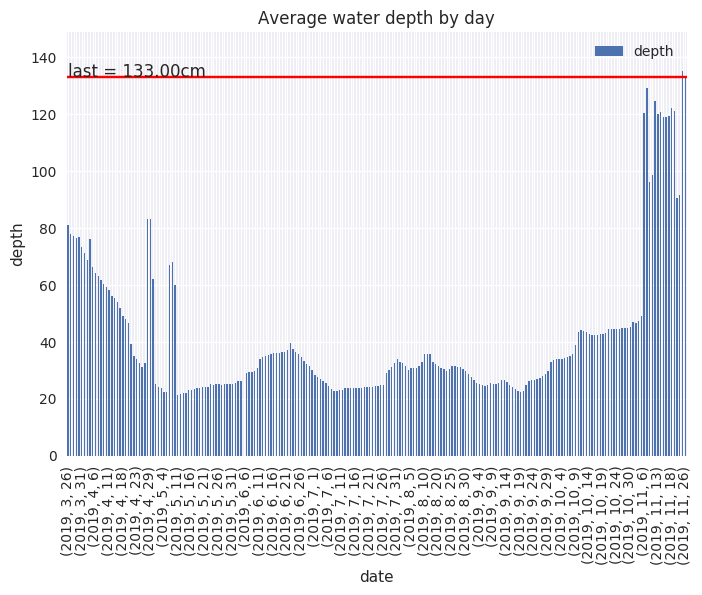 Average water depth by day
depth
last = 133.00cm
140
120
100
80
60
40
20
0
depth
(2019, 3, 26)
(2019, 3, 31)
(2019, 4, 6)
(2019, 4, 11)
(2019, 4, 18)
(2019, 4, 23)
(2019, 4, 29)
(2019, 5, 4)
(2019, 5, 11)
(2019, 5, 16)
(2019, 5, 21)
(2019, 5, 26)
(2019, 5, 31)
(2019, 6, 6)
(2019, 6, 11)
(2019, 6, 16)
(2019, 6, 21)
(2019, 6, 26)
(2019, 7, 1)
(2019, 7, 6)
(2019, 7, 11)
(2019, 7, 16)
(2019, 7, 21)
(2019, 7, 26)
(2019, 7, 31)
(2019, 8, 5)
(2019, 8, 10)
(2019, 8, 20)
(2019, 8, 25)
(2019, 8, 30)
(2019, 9, 4)
(2019, 9, 9)
(2019, 9, 14)
(2019, 9, 19)
(2019, 9, 24)
(2019, 9, 29)
(2019, 10, 4)
(2019, 10, 9)
(2019, 10, 14)
(2019, 10, 19)
(2019, 10, 24)
(2019, 10, 30)
(2019, 11, 6)
(2019, 11, 13)
(2019, 11, 18)
(2019, 11, 26)
date